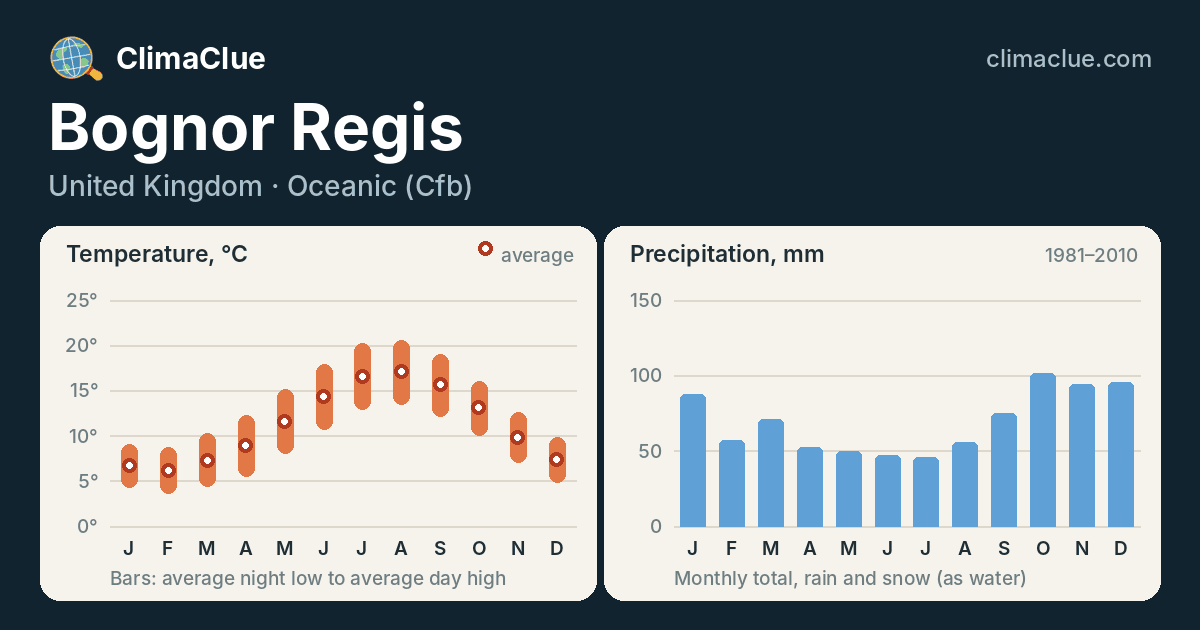 ClimaClue
climaclue.com
Bognor Regis
United Kingdom · Oceanic (Cfb)
Temperature, °C
average
25°
20°
15°
10°
5°
0°
J F M A M J J A S O N D
Bars: average night low to average day high
Precipitation, mm
1981–2010
150
100
50
0
J F M A M J J A S O N D
Monthly total, rain and snow (as water)